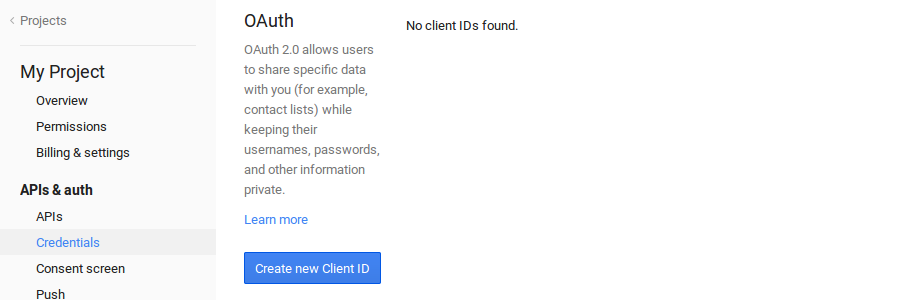 Projects
My Project
Overview
Permissions
Billing & settings
APIs & auth
APIs
Credentials
Consent screen
Push
OAuth
OAuth 2.0 allows users
to share specific data
with you (for example,
contact lists) while
keeping their
usernames, passwords,
and other information
private.
Learn more
Create new Client ID
No client IDs found.